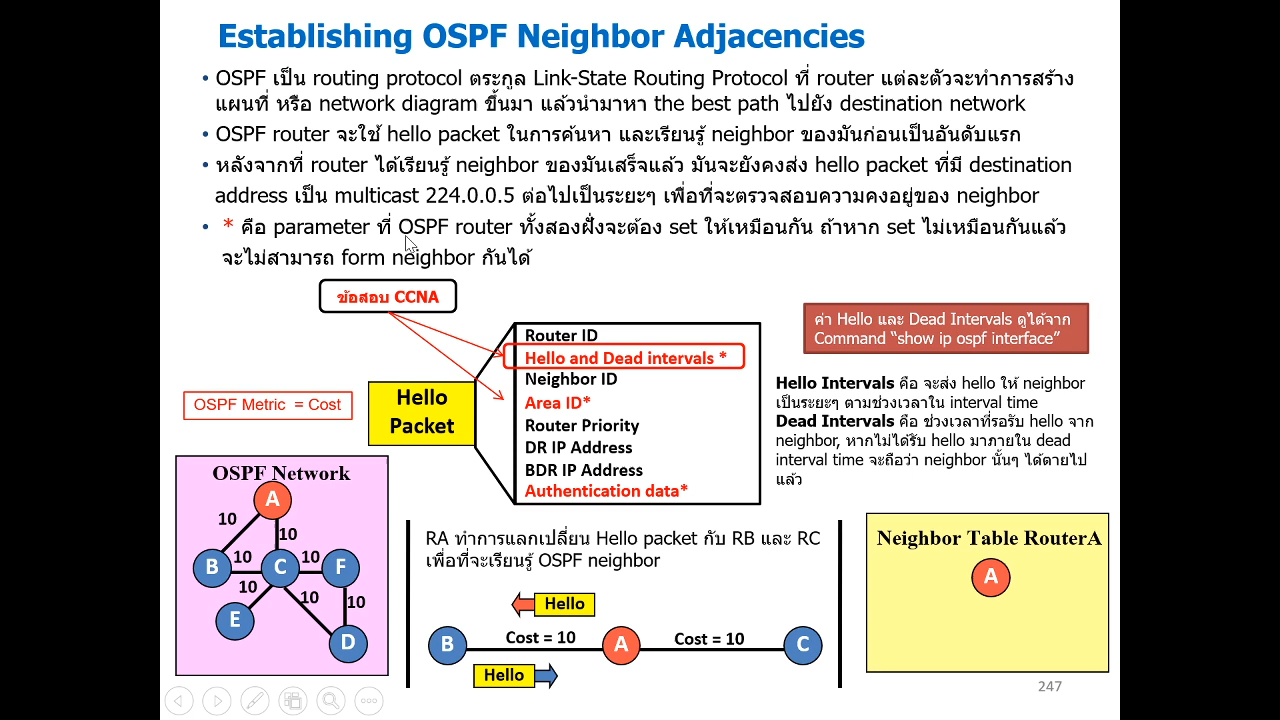 Establishing OSPF Neighbor Adjacencies
• OSPF เป็น routing protocol ตระกูล Link-State Routing Protocol ที่ router แต่ละตัวจะทำการสร้าง
แผนที่ หรือ network diagram ขึ้นมา แล้วนำมาหา the best path ไปยัง destination network
• OSPF router จะใช้ hello packet ในการค้นหา และเรียนรู้ neighbor ของมันก่อนเป็นอันดับแรก
• หลังจากที่ router ได้เรียนรู้ neighbor ของมันเสร็จแล้ว มันจะยังคงส่ง hello packet ที่มี destination
address เป็น multicast 224.0.0.5 ต่อไปเป็นระยะๆ เพื่อที่จะตรวจสอบความคงอยู่ของ neighbor
• * คือ parameter ที่ OSPF router ทั้งสองฝั่งจะต้อง set ให้เหมือนกัน ถ้าหาก set ไม่เหมือนกันแล้ว
จะไม่สามารถ form neighbor กันได้
ข้อสอบ CCNA
Router ID
Hello and Dead intervals *
Neighbor ID
Area ID*
Router Priority
DR IP Address
BDR IP Address
Authentication data*
Hello
Packet
OSPF Metric = Cost
ค่า Hello และ Dead Intervals ดูได้จาก
Command “show ip ospf interface”
Hello Intervals คือ จะส่ง hello ให้ neighbor
เป็นระยะๆ ตามช่วงเวลาใน interval time
Dead Intervals คือ ช่วงเวลาที่รอรับ hello จาก
neighbor, หากไม่ได้รับ hello มาภายใน dead
interval time จะถือว่า neighbor นั้นๆ ได้ตายไป
แล้ว
OSPF Network
A
10
10
B
10
C
10
F
10
10
10
E
D
RA ทำการแลกเปลี่ยน Hello packet กับ RB และ RC
เพื่อที่จะเรียนรู้ OSPF neighbor
Hello
B
Cost = 10
A
Cost = 10
C
Hello
Neighbor Table RouterA
A
247